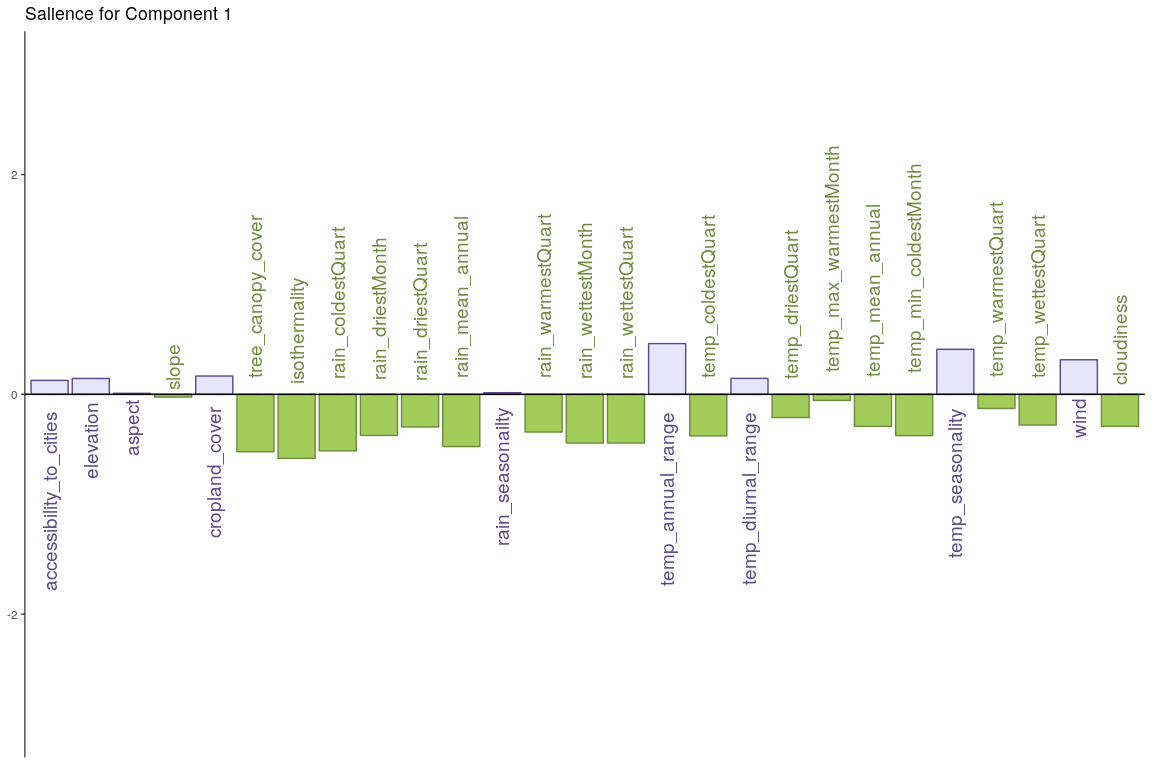 Sallence for Component 1
2
0
-2
accessibility_to_cities
elevation
aspect
slope
cropland_cover
tree_canopy_cover
isothermality
rain_coldestQuart
rain_driestMonth
rain_driestQuart
rain_mean_annual
rain_seasonailty
rain_warmestQuart
rain_wettestMonth
rain_wettestQuart
temp_annual_range
temp_coldestQuart
temp_diurnal_range
temp_driestQuart
temp_max_warmestMonth
temp_mean_annual
temp_min_coldestMonth
temp_seasonality
temp_warmestQuart
temp_wettestQuart
wind
cloudiness